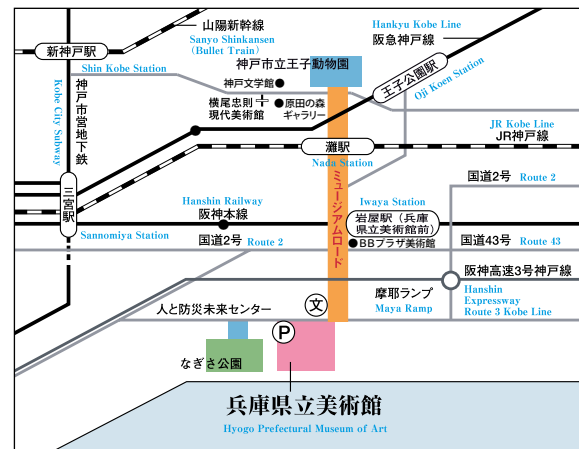 山陽新幹線
Sanyo Shinkansen
(Bullet Train)
Hankyu Kobe Line
阪急神戸線
新神戸駅
Shin Kobe Station
神戸市立王子動物園
王子公園駅
Oji Koen Station
神戸文学館
横尾忠則
現代美術館
原田の森
ギャラリー
神戸市営地下鉄
Kobe City Subway
JR Kobe Line
JR神戸線
灘駅
Nada Station
ミュージアムロード
国道2号 Route 2
三宮駅
Sannomiya Station
Hanshin Railway
阪神本線
Iwaya Station
岩屋駅（兵庫
県立美術館前）
国道2号 Route 2
BBプラザ美術館
国道43号 Route 43
阪神高速3号神戸線
Hanshin
Expressway
Route 3 Kobe Line
摩耶ランプ
Maya Ramp
人と防災未来センター
文
P
なぎさ公園
兵庫県立美術館
Hyogo Prefectural Museum of Art